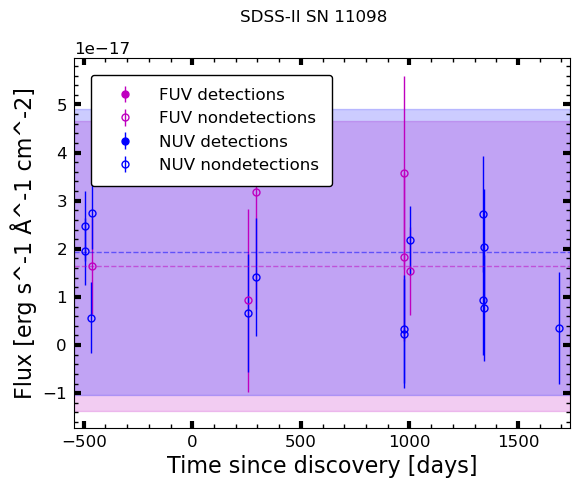 SDSS-II SN 11098
1e−17
FUV detections
FUV nondetections
NUV detections
NUV nondetections
5
4
3
2
1
0
−1
Flux [erg s^-1 Å^-1 cm^-2]
−500
0
500
1000
1500
Time since discovery [days]